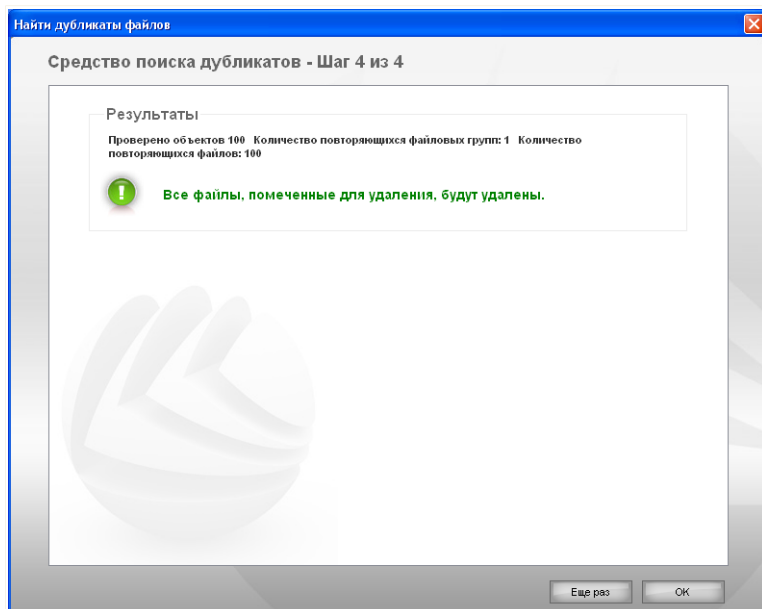 Найти дубликаты файлов
Средство поиска дубликатов - Шаг 4 из 4
Результаты
Проверено объектов 100 Количество повторяющихся файловых групп: 1 Количество
повторяющихся файлов: 100
Все файлы, помеченные для удаления, будут удалены.
Еще раз OK